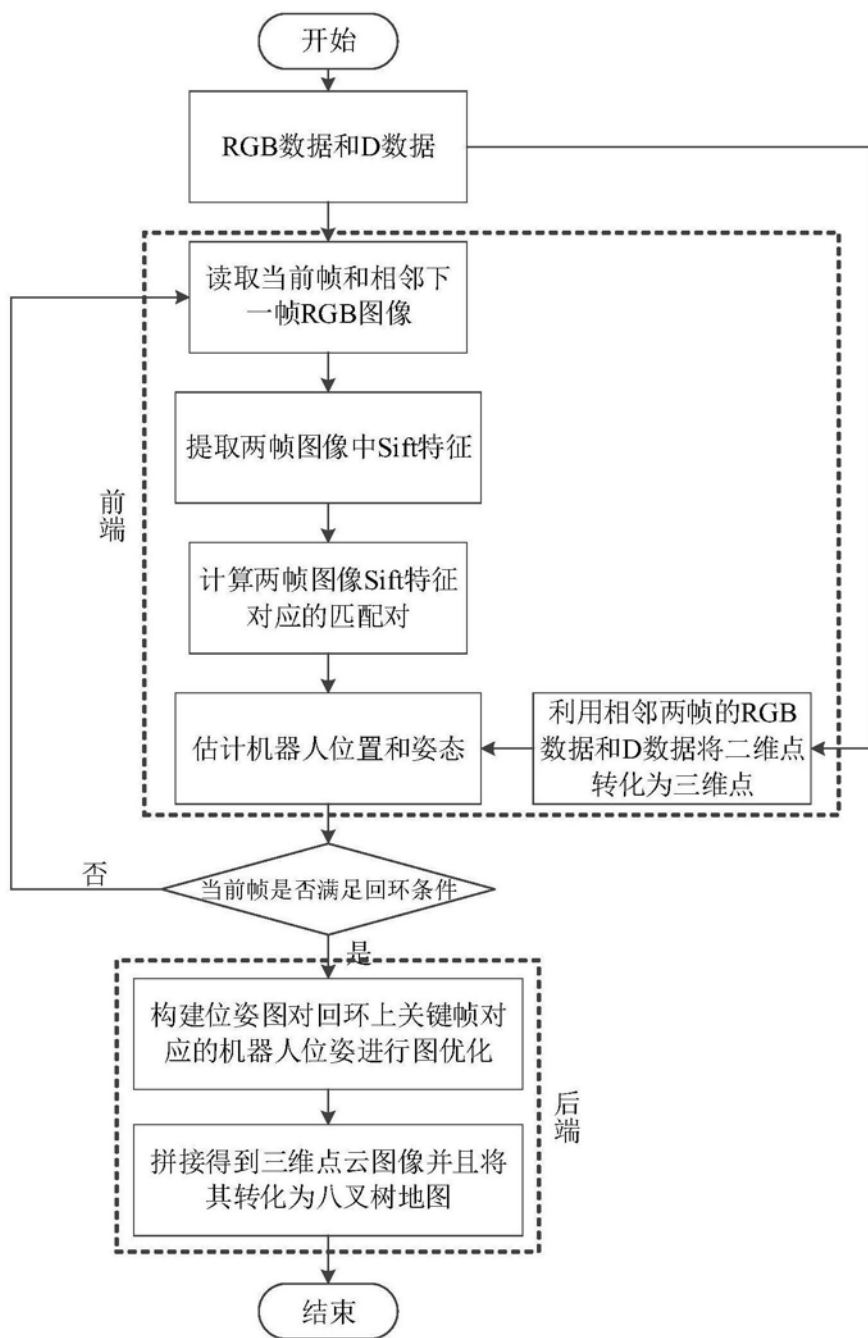 开始
RGB数据和D数据
读取当前帧和相邻下
一帧RGB图像
提取两帧图像中Sift特征
前
端
计算两帧图像Sift特征
对应的匹配对
估计机器人位置和姿态
利用相邻两帧的RGB
数据和D数据将二维点
转化为三维点
否
当前帧是否满足回环条件
是
构建位姿图对回环上关键帧对
应的机器人位姿进行图优化
后
端
拼接得到三维点云图像并且将
其转化为八叉树地图
结束